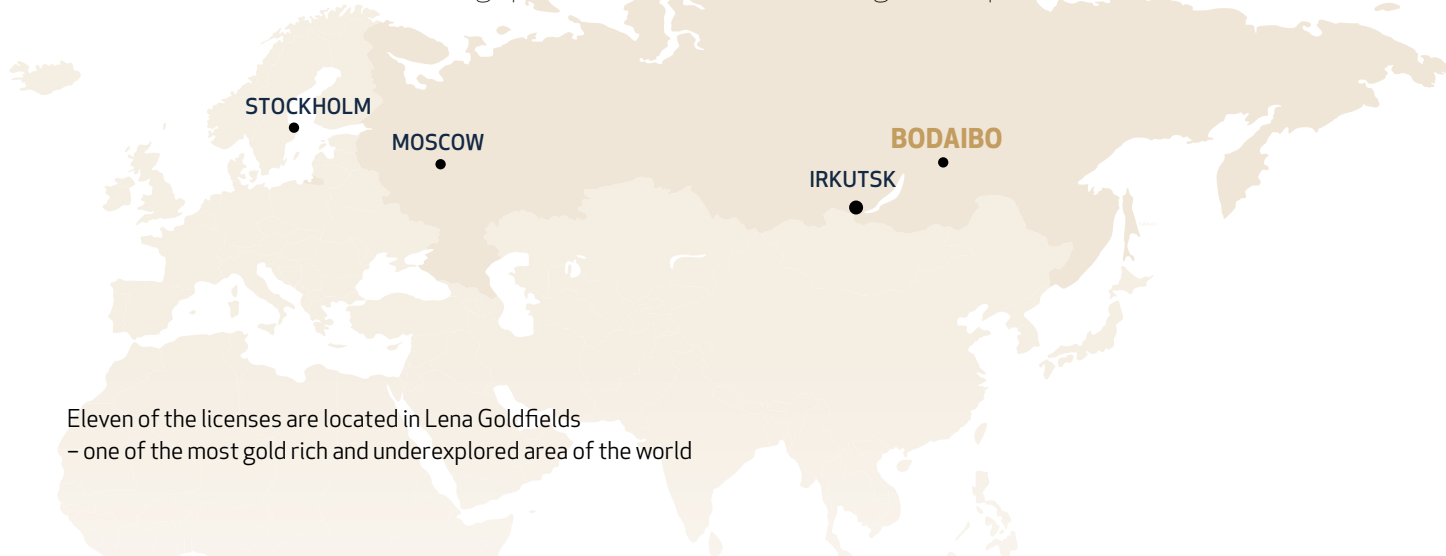 STOCKHOLM
MOSCOW
BODAIBO
IRKUTSK
Eleven of the licenses are located in Lena Goldfields
– one of the most gold rich and underexplored area of the world